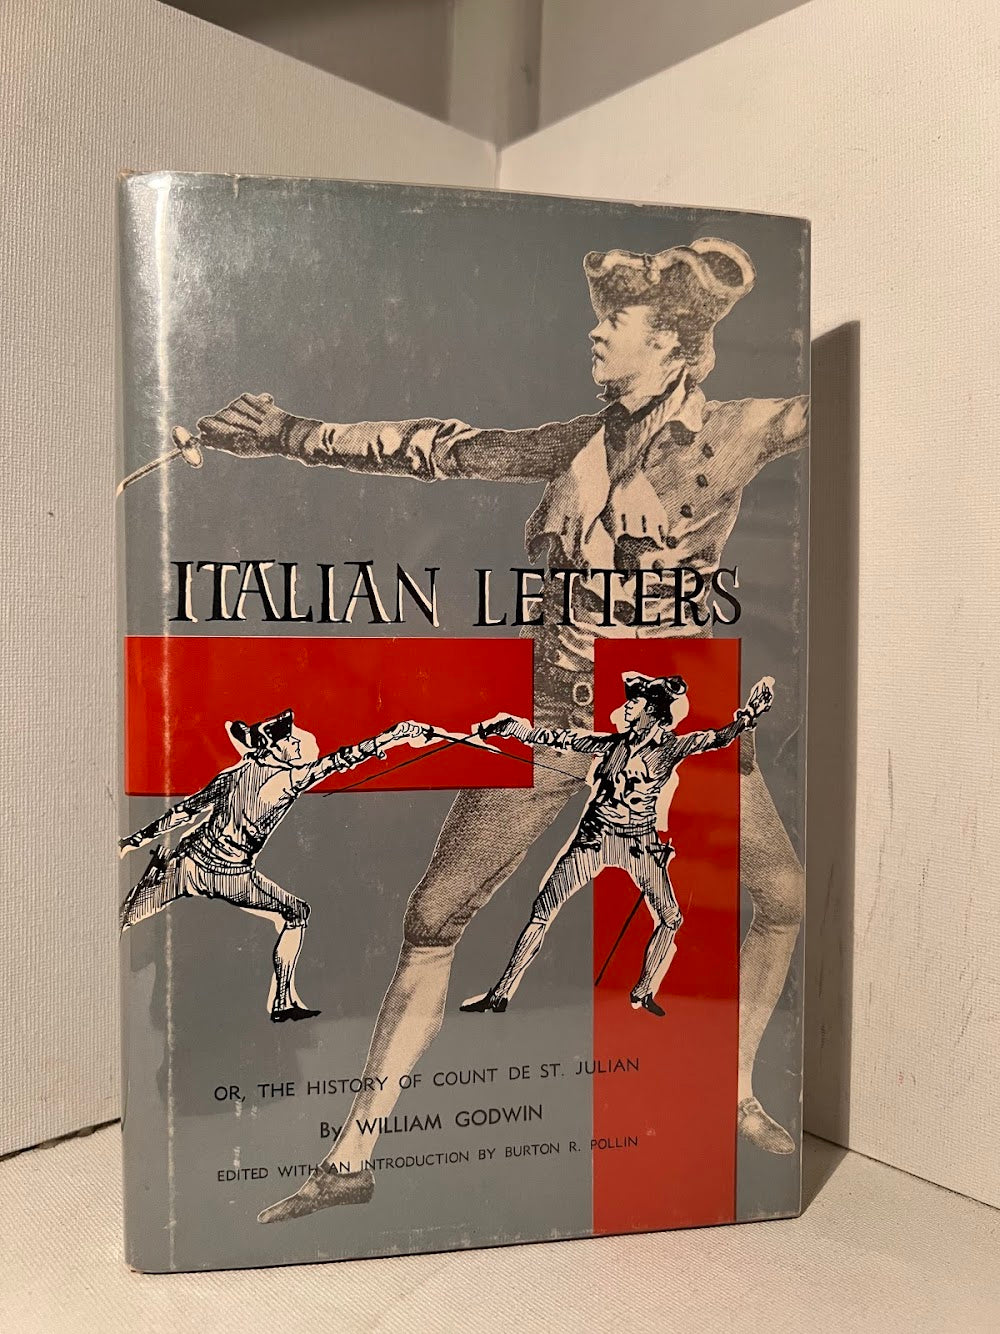 ITALIAN LETTERS
OR, THE HISTORY OF COUNT DE ST. JULIAN
By WILLIAM GODWIN
EDITED WITH AN INTRODUCTION BY BURTON R. POLLIN